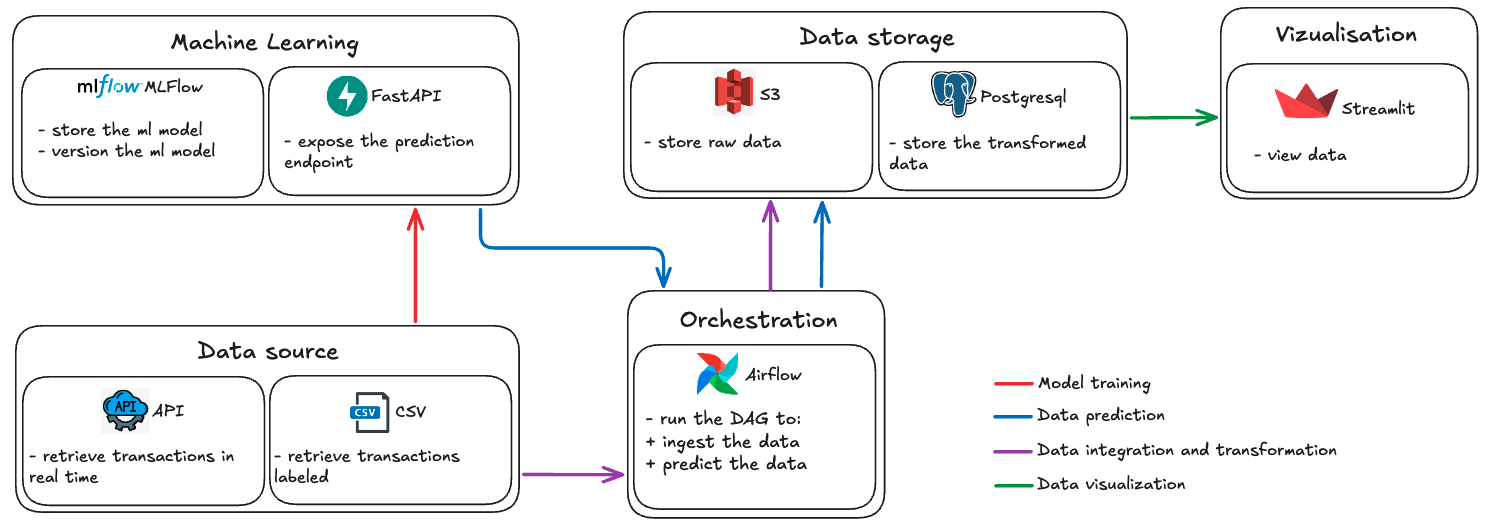 Machine Learning
mlflow MLFlow
- store the ml model
- version the ml model
FastAPI
- expose the prediction
endpoint
Data storage
S3
- store raw data
Postgresql
- store the transformed
data
Vizualisation
Streamlit
- view data
Data source
API API
- retrieve transactions in
real time
CSV CSV
- retrieve transactions
labeled
Orchestration
Airflow
- run the DAG to:
+ ingest the data
+ predict the data
Model training
Data prediction
Data integration and transformation
Data visualization